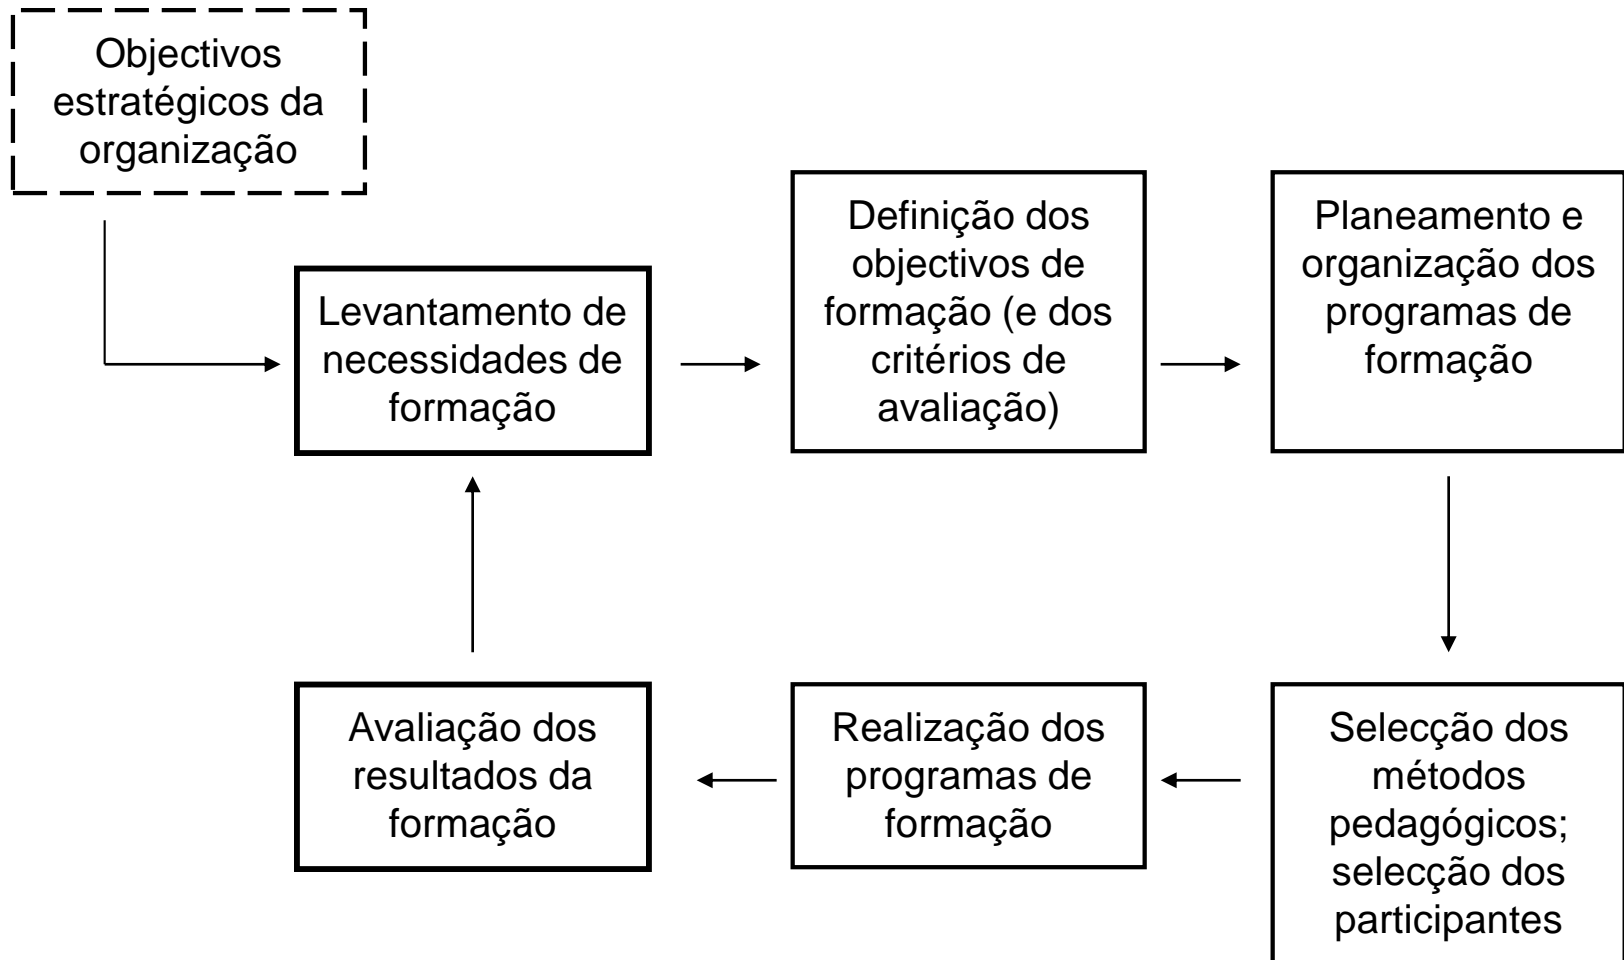 Objectivos
estratégicos da
organização
Levantamento de
necessidades de
formação
Definição dos
objectivos de
formação (e dos
critérios de
avaliação)
Planeamento e
organização dos
programas de
formação
Selecção dos
métodos
pedagógicos;
selecção dos
participantes
Realização dos
programas de
formação
Avaliação dos
resultados da
formação